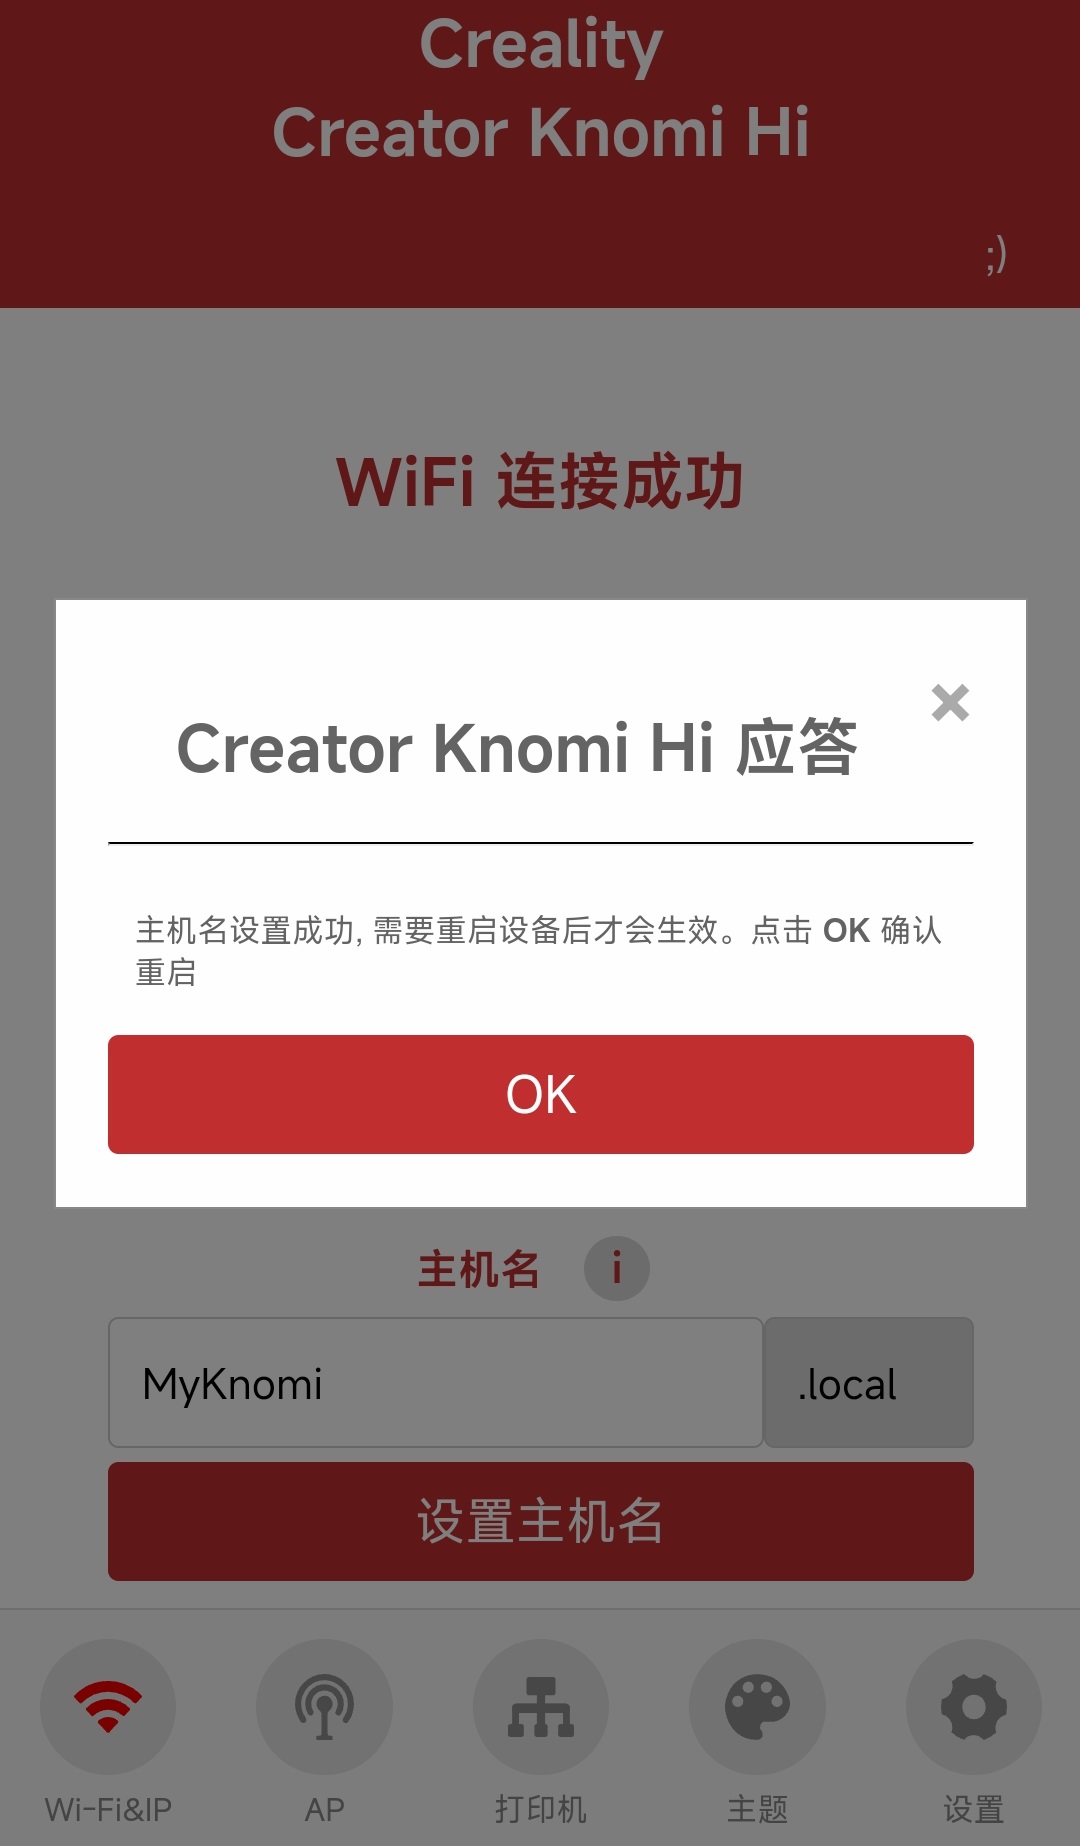 Creality
Creator Knomi Hi
;)
WiFi 连接成功
×
Creator Knomi Hi 应答
主机名设置成功, 需要重启设备后才会生效。点击 OK 确认
重启
OK
主机名 i
MyKnomi .local
设置主机名
Wi-Fi&IP AP 打印机 主题 设置